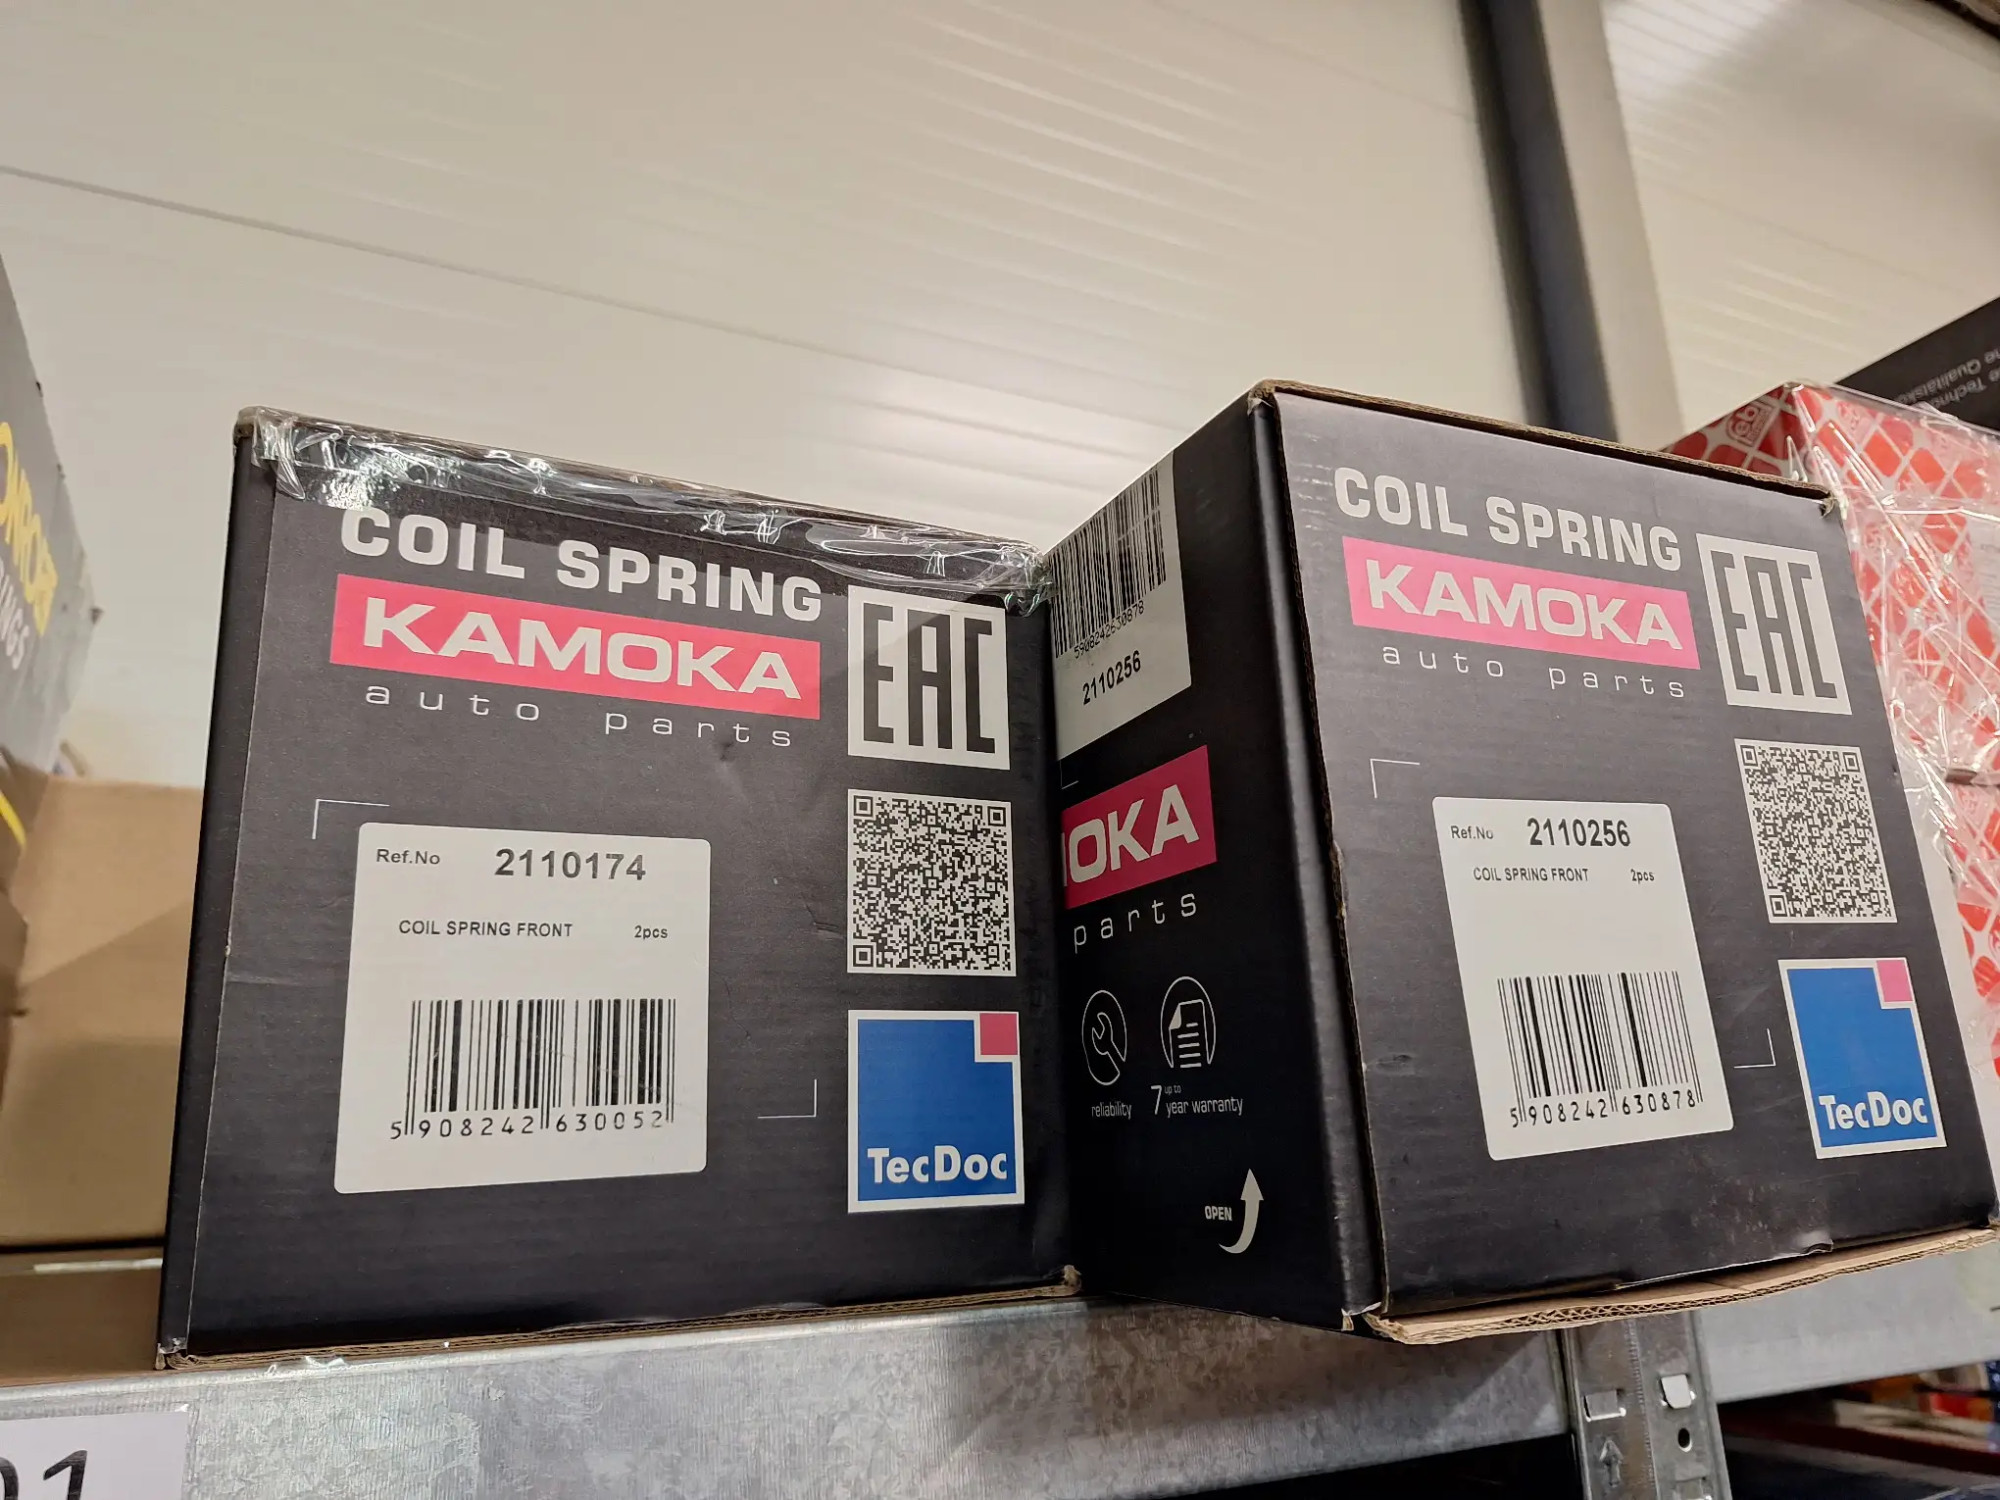 COIL SPRING
KAMOKA
auto parts
EAC
Ref.No 2110174
COIL SPRING FRONT 2pcs
5 908242 630052
TecDoc
5908242630878
2110256
OKA
parts
reliability
up to
7 year warranty
OPEN
COIL SPRING
KAMOKA
auto parts
EAC
Ref.No 2110256
COIL SPRING FRONT 2pcs
5 908242 630878
TecDoc
febi